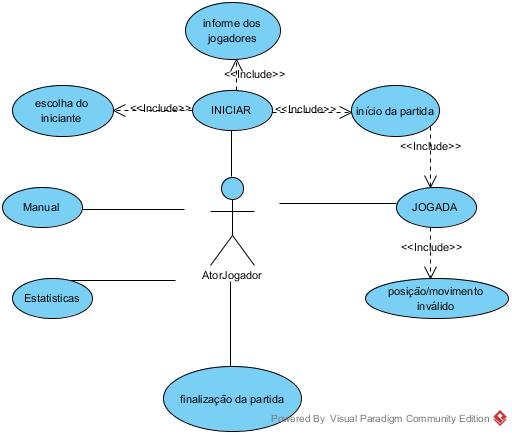 informe dos
jogadores
<<Include>>
escolha do
iniciante
<<Include>>
INICIAR
<<Include>>
início da partida
<<Include>>
Manual
JOGADA
<<Include>>
AtorJogador
Estatisticas
posição/movimento
inválido
finalização da partida
Powered By Visual Paradigm Community Edition